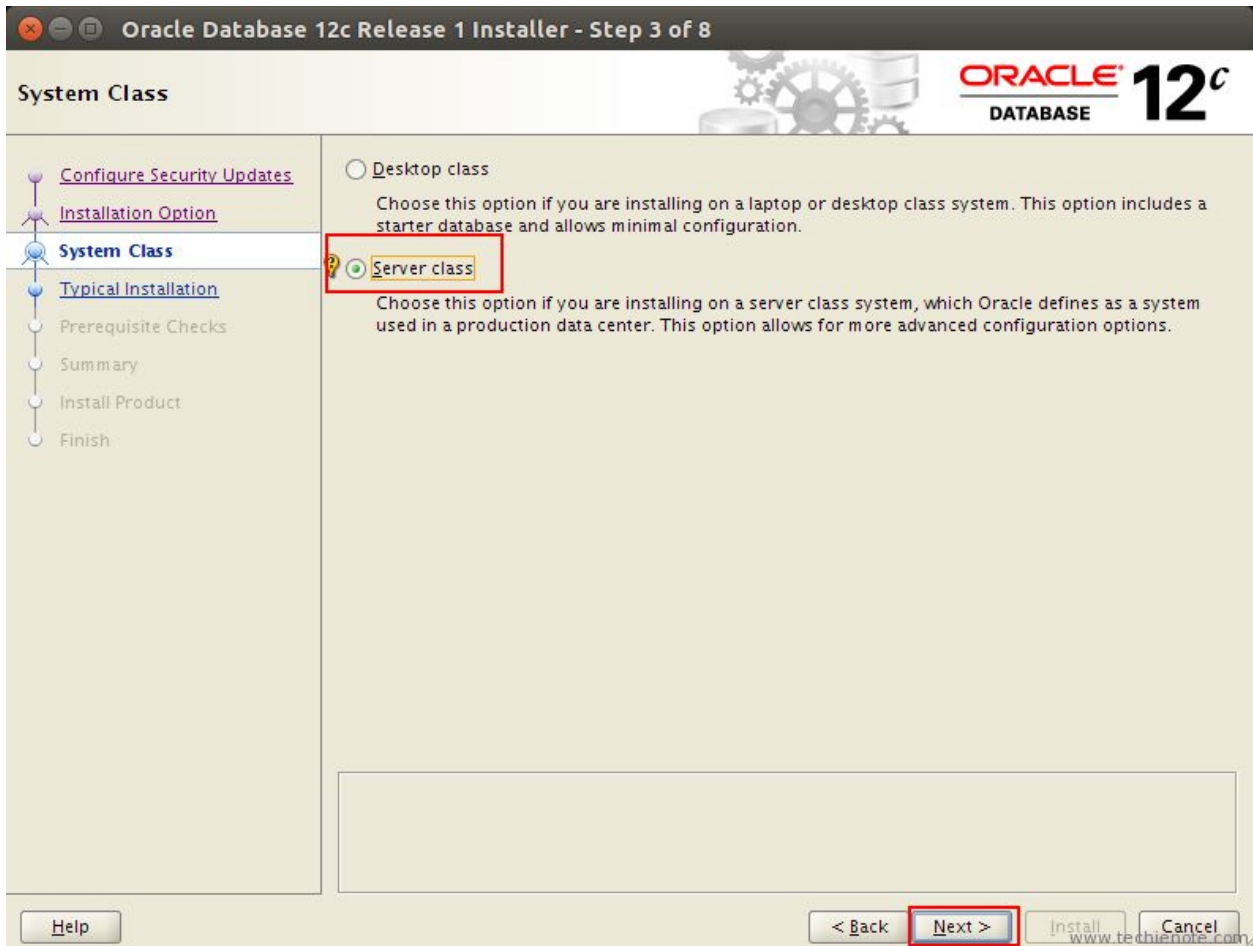 Oracle Database 12c Release 1 Installer - Step 3 of 8
System Class
ORACLE
DATABASE
12c
Configure Security Updates
Installation Option
System Class
Typical Installation
Prerequisite Checks
Summary
Install Product
Finish
Desktop class
Choose this option if you are installing on a laptop or desktop class system. This option includes a
starter database and allows minimal configuration.
Server class
Choose this option if you are installing on a server class system, which Oracle defines as a system
used in a production data center. This option allows for more advanced configuration options.
Help
< Back
Next >
Install
Cancel
www.techienote.com